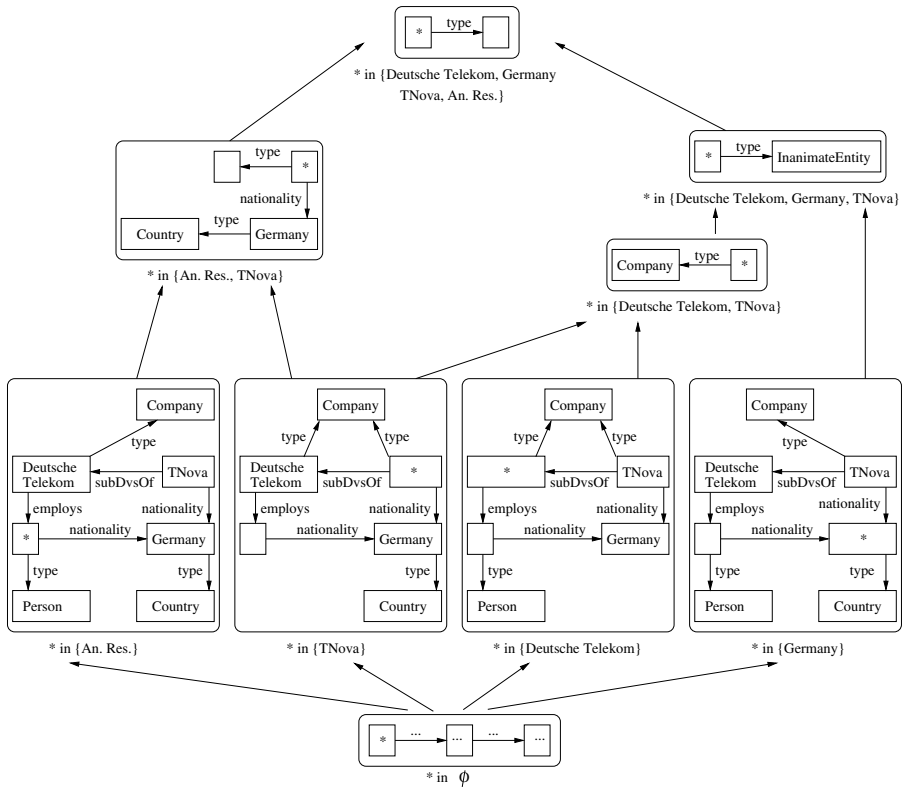 * type
* in {Deutsche Telekom, Germany
TNova, An. Res.}
type *
nationality
Country type Germany
* in {An. Res., TNova}
* type InanimateEntity
* in {Deutsche Telekom, Germany, TNova}
Company type *
* in {Deutsche Telekom, TNova}
Company
type
Deutsche
Telekom subDvsOf TNova
employs nationality
* nationality Germany
type type
Person Country
* in {An. Res.}
Company
type type
Deutsche
Telekom subDvsOf *
employs nationality
nationality Germany
type
Country
* in {TNova}
Company
type type
* subDvsOf TNova
employs nationality
nationality Germany
type
Person
* in {Deutsche Telekom}
Company
type
Deutsche
Telekom subDvsOf TNova
employs nationality
nationality *
type type
Person Country
* in {Germany}
* ... ... ... ...
* in ϕ